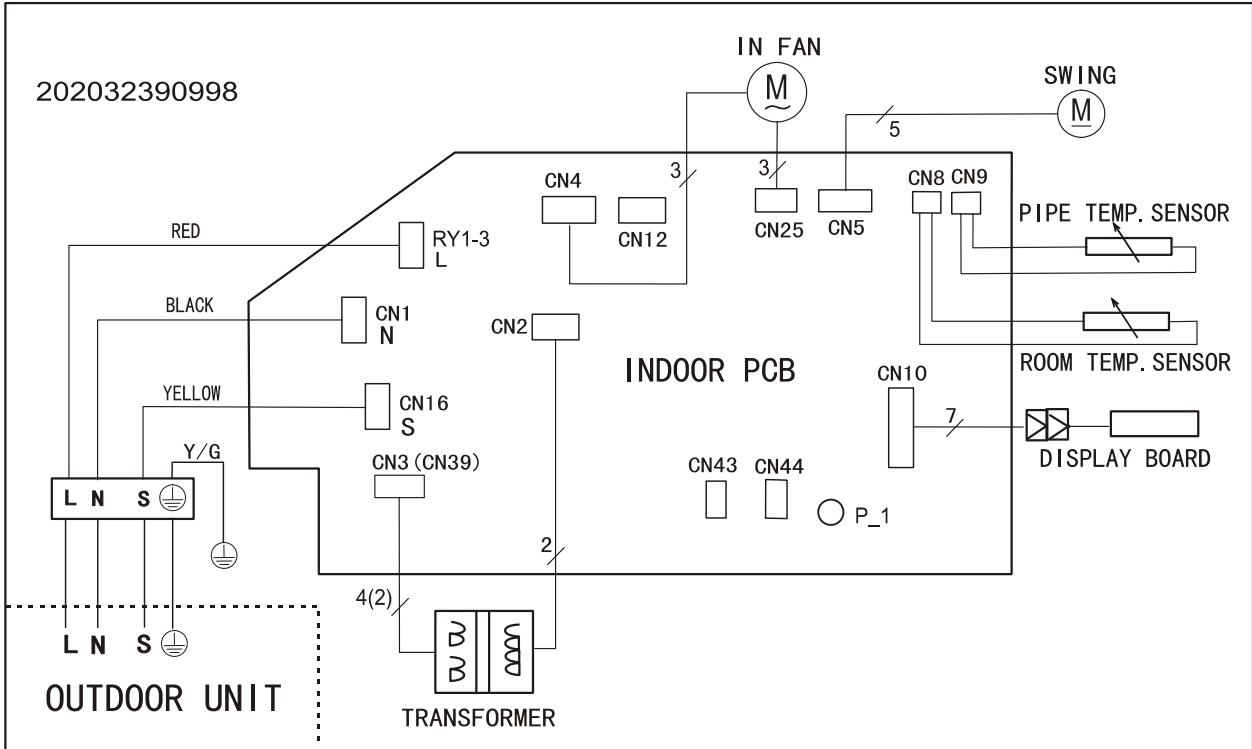 IN FAN
M
~
SWING
M
202032390998
5
3
3
CN4
CN12
CN25
CN5
CN8
CN9
PIPE TEMP. SENSOR
RED
RY1-3
L
BLACK
CN1
N
CN2
ROOM TEMP. SENSOR
INDOOR PCB
YELLOW
CN16
S
CN10
7
DISPLAY BOARD
Y/G
CN3 (CN39)
CN43
CN44
P_1
L N S
2
4(2)
L N S
OUTDOOR UNIT
TRANSFORMER